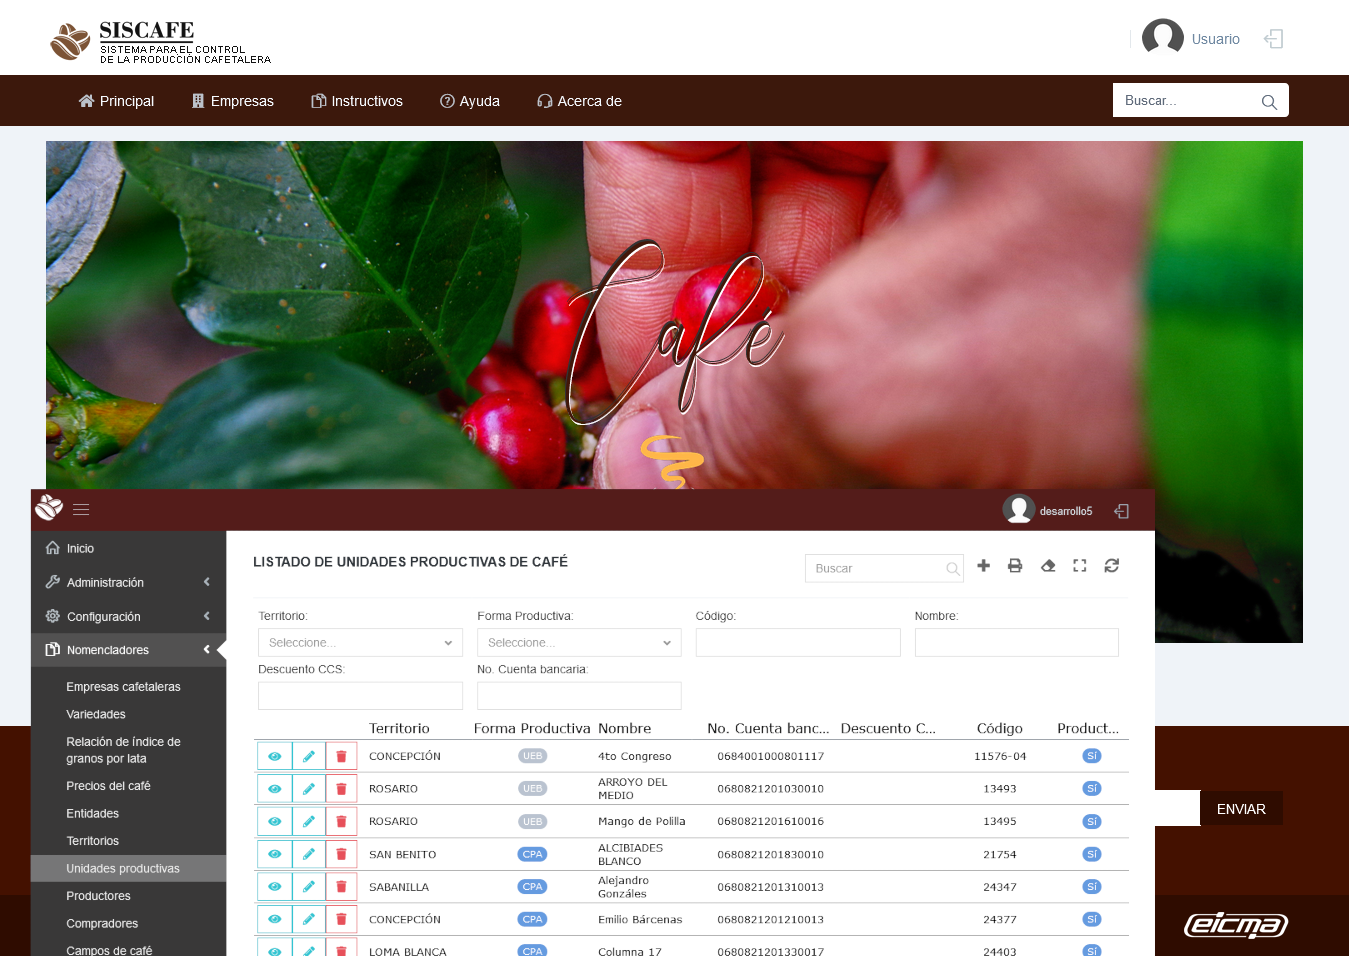 SISCAFE
SISTEMA PARA EL CONTROL
DE LA PRODUCCIÓN CAFETALERA
Usuario
Principal Empresas Instructivos Ayuda Acerca de
Buscar...
Café
desarrollo5
Inicio
Administración
Configuración
Nomencladores
Empresas cafetaleras
Variedades
Relación de índice de
granos por lata
Precios del café
Entidades
Territorios
Unidades productivas
Productores
Compradores
Campos de café
LISTADO DE UNIDADES PRODUCTIVAS DE CAFÉ
Buscar
Territorio: Forma Productiva: Código: Nombre:
Seleccione... Seleccione...
Descuento CCS: No. Cuenta bancaria:
Territorio Forma Productiva Nombre No. Cuenta banc... Descuento C... Código Product...
CONCEPCIÓN UEB 4to Congreso 0684001000801117 11576-04 Sí
ROSARIO UEB ARROYO DEL MEDIO 0680821201030010 13493 Sí
ROSARIO UEB Mango de Polilla 0680821201610016 13495 Sí
SAN BENITO CPA ALCIBIADES BLANCO 0680821201830010 21754 Sí
SABANILLA CPA Alejandro Gonzáles 0680821201310013 24347 Sí
CONCEPCIÓN CPA Emilio Bárcenas 0680821201210013 24377 Sí
LOMA BLANCA CPA Columna 17 0680821201330017 24403 Sí
ENVIAR
eicma